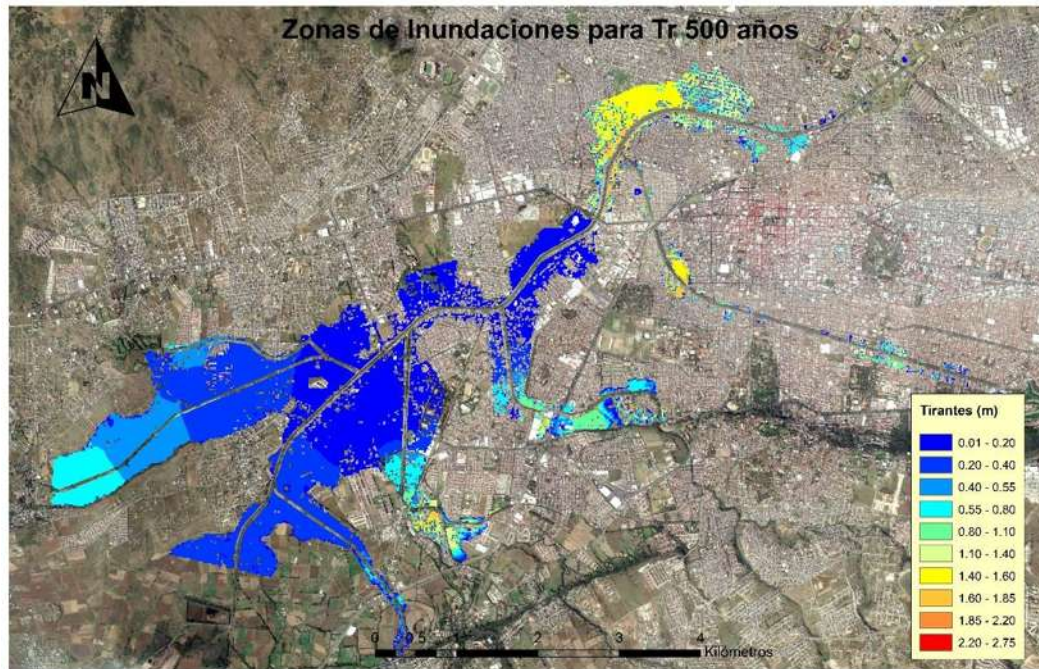 Zonas de Inundaciones para Tr 500 años
N
Tirantes (m)
0.01 - 0.20
0.20 - 0.40
0.40 - 0.55
0.55 - 0.80
0.80 - 1.10
1.10 - 1.40
1.40 - 1.60
1.60 - 1.85
1.85 - 2.20
2.20 - 2.75
0 0.5 1 2 3 4
Kilómetros